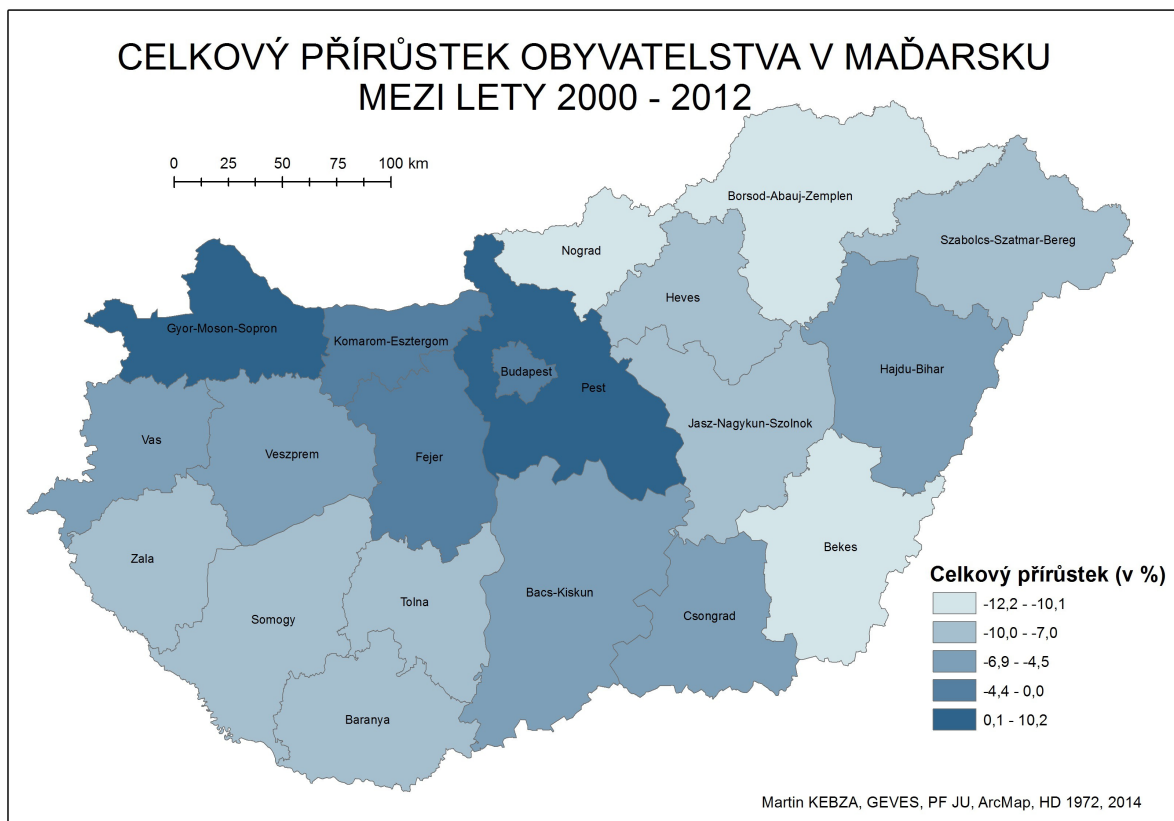 CELKOVÝ PŘÍRŮSTEK OBYVATELSTVA V MAĎARSKU
MEZI LETY 2000 - 2012
0 25 50 75 100 km
Borsod-Abauj-Zemplen
Szabolcs-Szatmar-Bereg
Nograd
Heves
Gyor-Moson-Sopron
Komarom-Esztergom
Budapest
Pest
Hajdu-Bihar
Jasz-Nagykun-Szolnok
Vas
Veszprem
Fejer
Bekes
Zala
Tolna
Bacs-Kiskun
Csongrad
Somogy
Baranya
Celkový přírůstek (v %)
-12,2 - -10,1
-10,0 - -7,0
-6,9 - -4,5
-4,4 - 0,0
0,1 - 10,2
Martin KEBZA, GEVES, PF JU, ArcMap, HD 1972, 2014